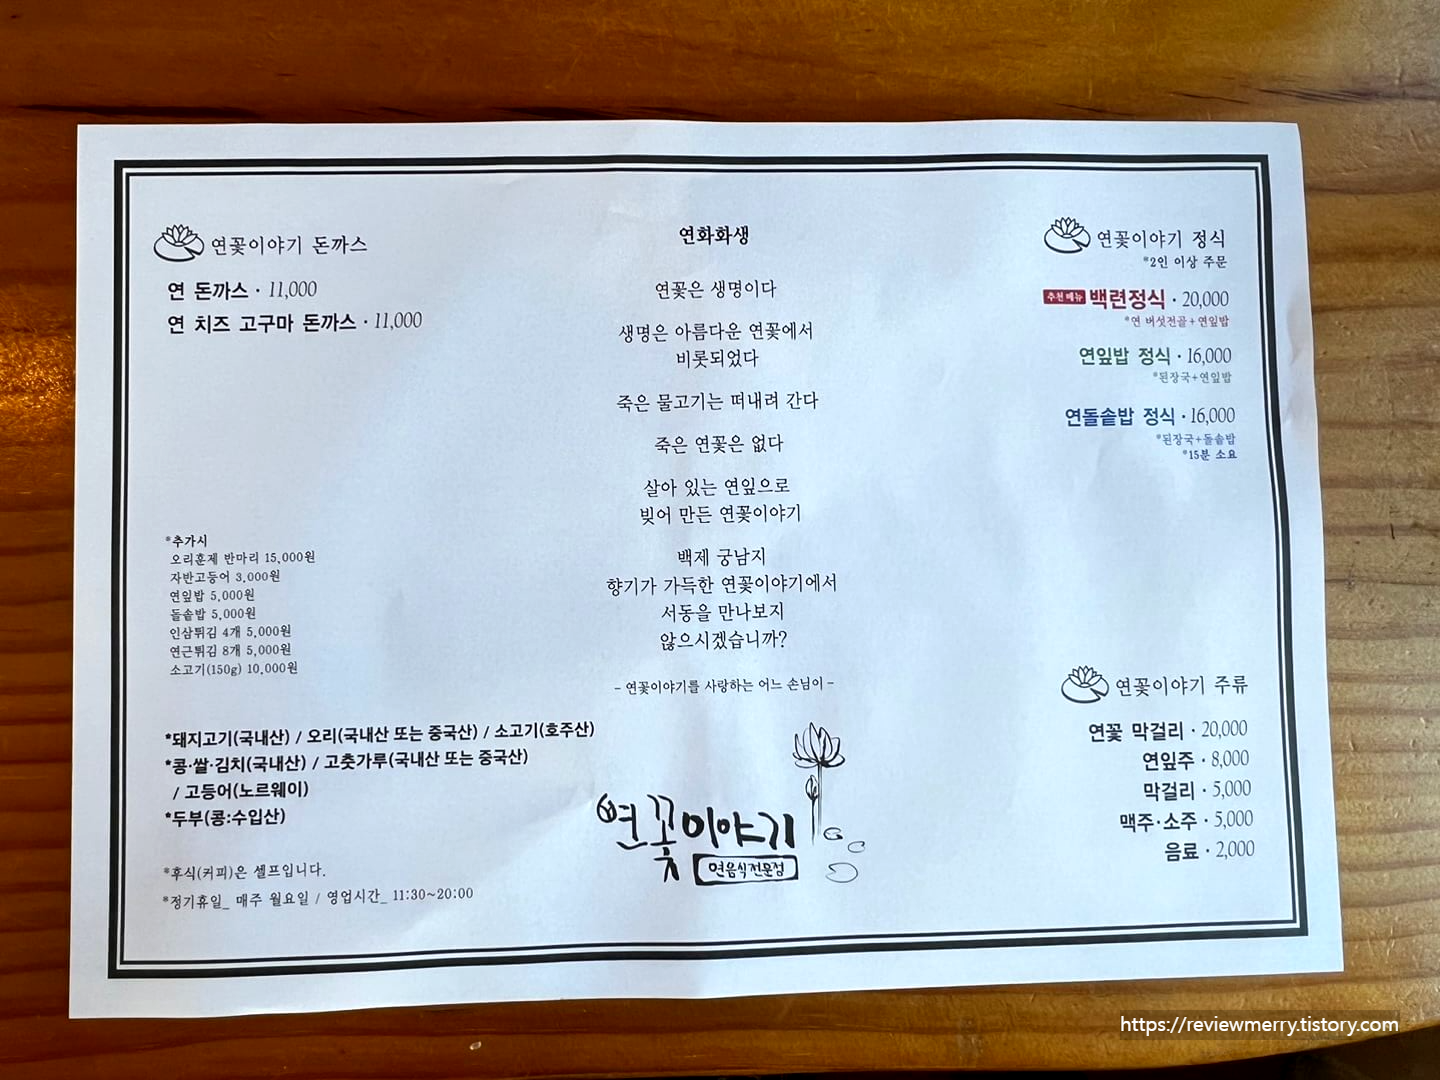 연꽃이야기 돈까스
연 돈까스 · 11,000
연 치즈 고구마 돈까스 · 11,000
*추가시
오리훈제 반마리 15,000원
자반고등어 3,000원
연잎밥 5,000원
돌솥밥 5,000원
인삼튀김 4개 5,000원
연근튀김 8개 5,000원
소고기(150g) 10,000원
*돼지고기(국내산) / 오리(국내산 또는 중국산) / 소고기(호주산)
*콩·쌀·김치(국내산) / 고춧가루(국내산 또는 중국산)
/ 고등어(노르웨이)
*두부(콩:수입산)
*후식(커피)은 셀프입니다.
*정기휴일_ 매주 월요일 / 영업시간_ 11:30~20:00
연화화생
연꽃은 생명이다
생명은 아름다운 연꽃에서
비롯되었다
죽은 물고기는 떠내려 간다
죽은 연꽃은 없다
살아 있는 연잎으로
빚어 만든 연꽃이야기
백제 궁남지
향기가 가득한 연꽃이야기에서
서동을 만나보지
않으시겠습니까?
- 연꽃이야기를 사랑하는 어느 손님이 -
연꽃이야기
연음식전문점
연꽃이야기 정식
*2인 이상 주문
추천메뉴 백련정식 · 20,000
*연 버섯전골+연잎밥
연잎밥 정식 · 16,000
*된장국+연잎밥
연돌솥밥 정식 · 16,000
*된장국+돌솥밥
*15분 소요
연꽃이야기 주류
연꽃 막걸리 · 20,000
연잎주 · 8,000
막걸리 · 5,000
맥주·소주 · 5,000
음료 · 2,000
https://reviewmerry.tistory.com